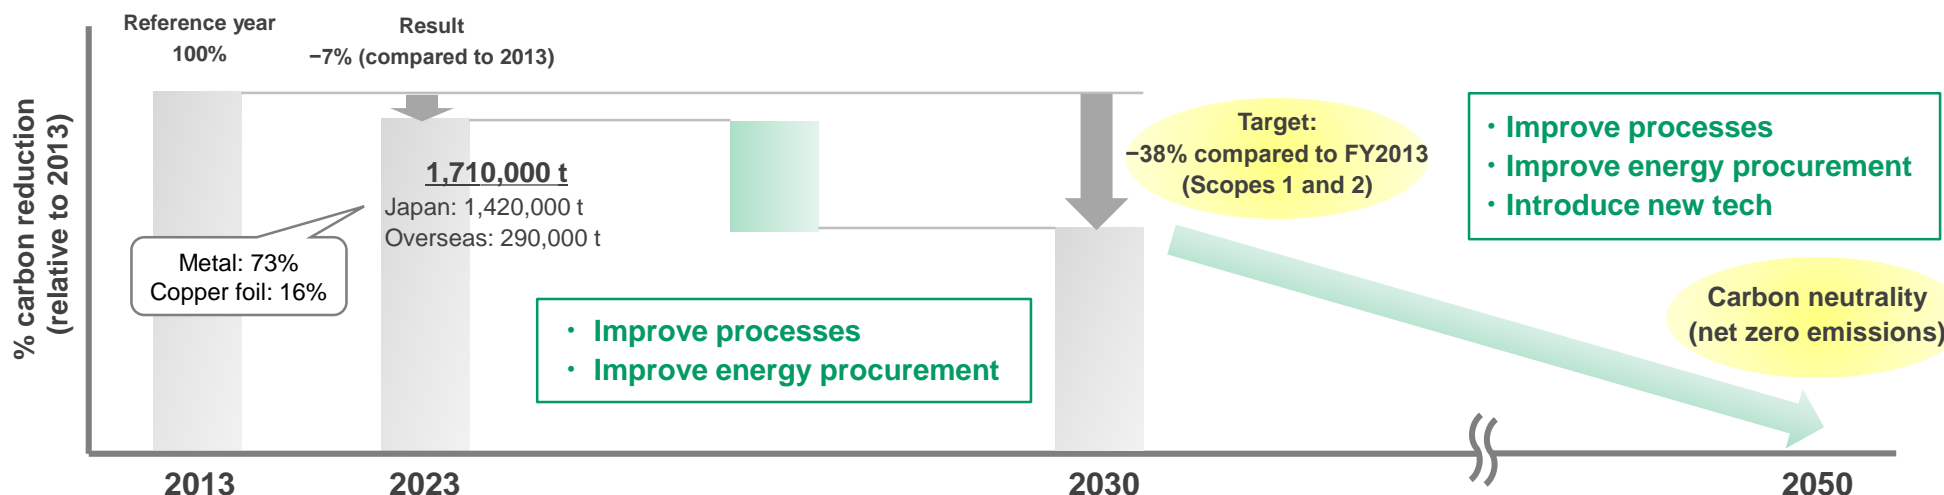 Reference year
100%
Result
−7% (compared to 2013)
% carbon reduction
(relative to 2013)
1,710,000 t
Japan: 1,420,000 t
Overseas: 290,000 t
Metal: 73%
Copper foil: 16%
・ Improve processes
・ Improve energy procurement
Target:
−38% compared to FY2013
(Scopes 1 and 2)
・Improve processes
・Improve energy procurement
・Introduce new tech
Carbon neutrality
(net zero emissions)
2013
2023
2030
2050